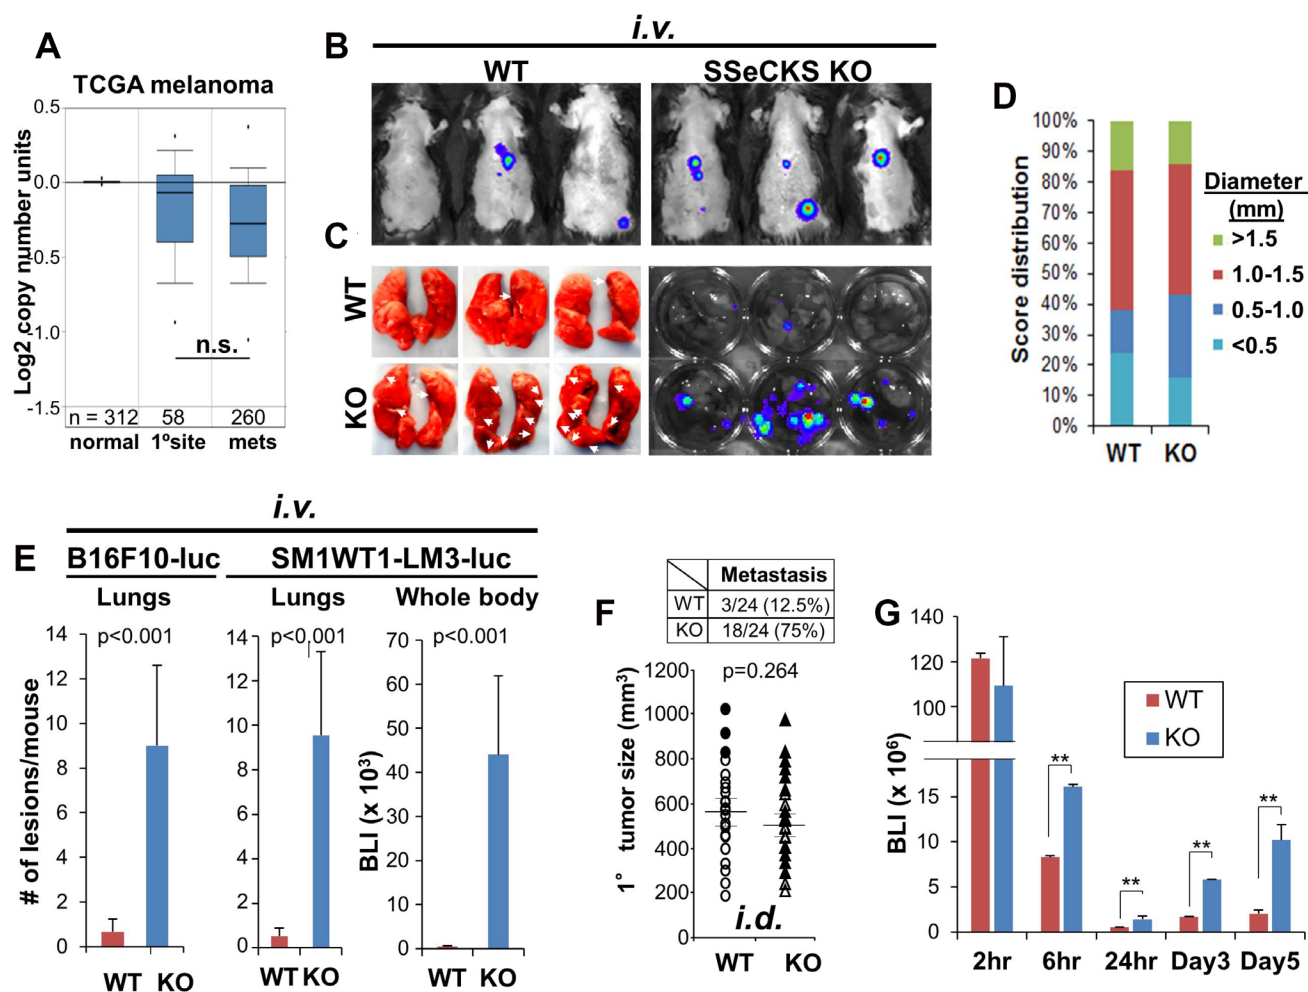 A
TCGA melanoma
Log2 copy number units
0.5
0.0
-0.5
-1.0
-1.5
n.s.
n = 312 58 260
normal 1ºsite mets
i.v.
B
WT SSeCKS KO
C
WT
KO
D
Score distribution
100%
90%
80%
70%
60%
50%
40%
30%
20%
10%
0%
WT KO
Diameter
(mm)
>1.5
1.0-1.5
0.5-1.0
<0.5
i.v.
E
B16F10-luc SM1WT1-LM3-luc
Lungs Lungs Whole body
p<0.001 p<0.001 p<0.001
# of lesions/mouse
14
12
10
8
6
4
2
0
WT KO
14
12
10
8
6
4
2
0
WT KO
BLI (x 10³)
70
60
50
40
30
20
10
0
WT KO
F
Metastasis
WT 3/24 (12.5%)
KO 18/24 (75%)
p=0.264
1° tumor size (mm³)
1200
1000
800
600
400
200
0
i.d.
WT KO
G
BLI (x 10⁶)
140
120
100
15
10
5
0
WT
KO
**
**
**
**
2hr 6hr 24hr Day3 Day5